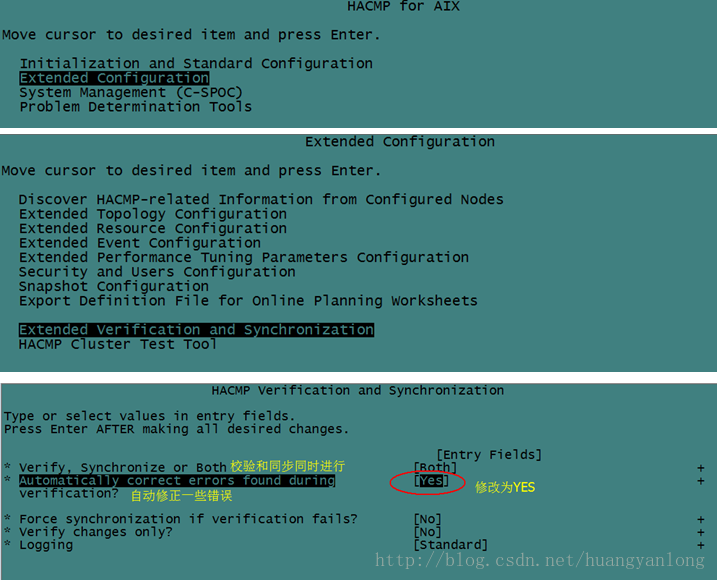 HACMP for AIX
Move cursor to desired item and press Enter.
Initialization and Standard Configuration
Extended Configuration
System Management (C-SPOC)
Problem Determination Tools
Extended Configuration
Move cursor to desired item and press Enter.
Discover HACMP-related Information from Configured Nodes
Extended Topology Configuration
Extended Resource Configuration
Extended Event Configuration
Extended Performance Tuning Parameters Configuration
Security and Users Configuration
Snapshot Configuration
Export Definition File for Online Planning Worksheets
Extended Verification and Synchronization
HACMP Cluster Test Tool
HACMP Verification and Synchronization
Type or select values in entry fields.
Press Enter AFTER making all desired changes.
[Entry Fields]
* Verify, Synchronize or Both 校验和同步同时进行 [Both] +
* Automatically correct errors found during [Yes] 修改为YES +
verification? 自动修正一些错误
* Force synchronization if verification fails? [No] +
* Verify changes only? [No] +
* Logging [Standard] +
http://blog.csdn.net/huangyanlong